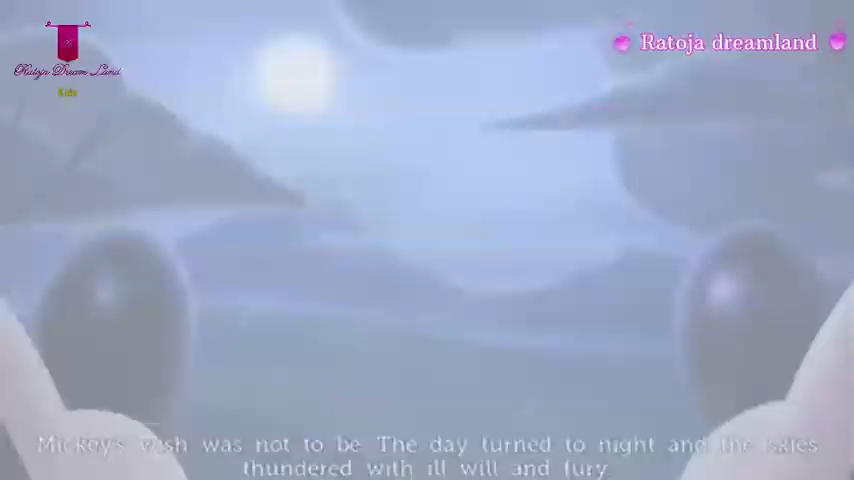 Ratoja Dream Land
Kids
Ratoja dreamland
Mickey's wish was not to be. The day turned to night and the skies
thundered with ill will and fury.